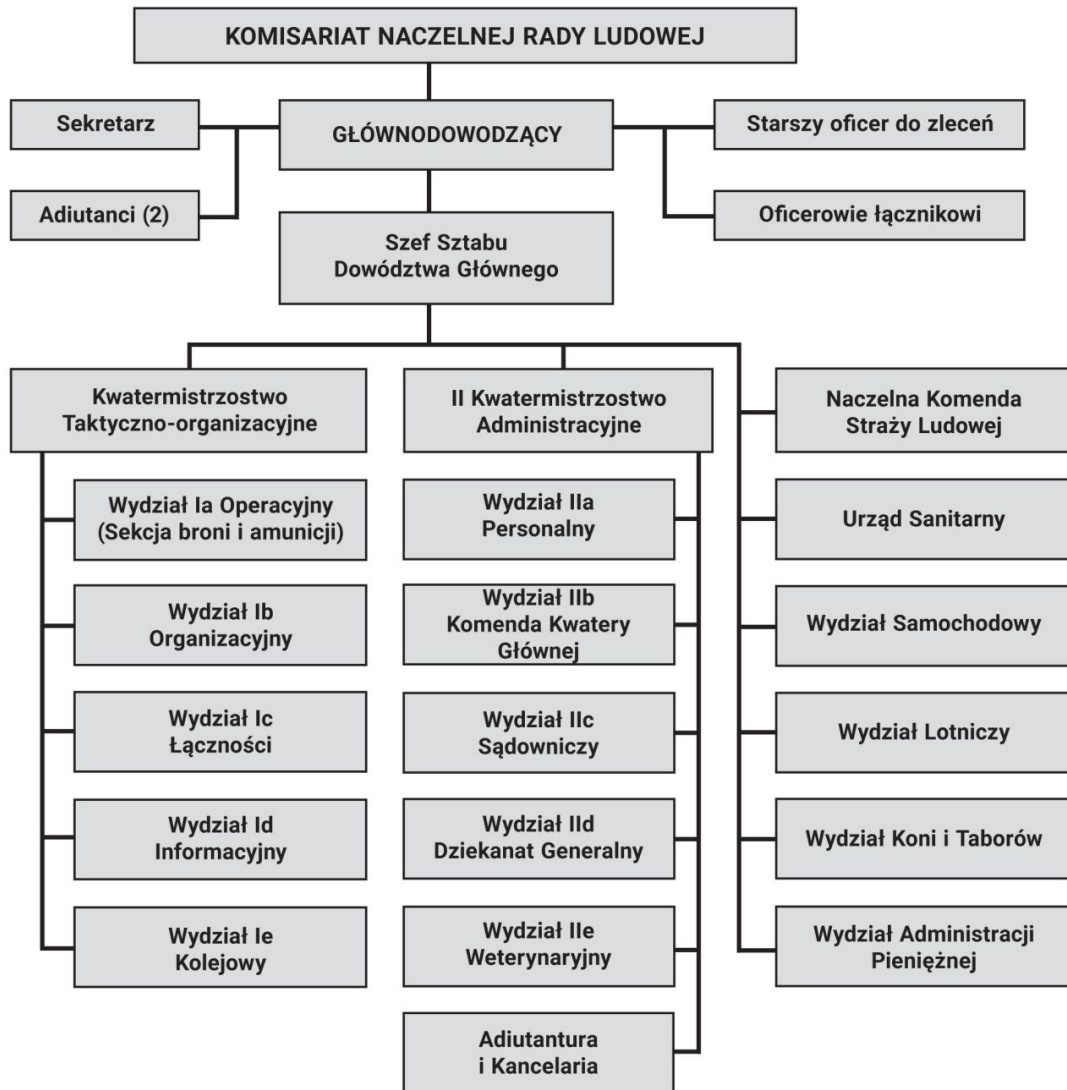 KOMISARIAT NACZELNEJ RADY LUDOWEJ
Sekretarz
GŁÓWNODOWODZĄCY
Starszy oficer do zleceń
Adiutanci (2)
Oficerowie łącznikowi
Szef Sztabu
Dowództwa Głównego
Kwatermistrzostwo
Taktyczno-organizacyjne
Wydział Ia Operacyjny
(Sekcja broni i amunicji)
Wydział Ib
Organizacyjny
Wydział Ic
Łączności
Wydział Id
Informacyjny
Wydział Ie
Kolejowy
II Kwatermistrzostwo
Administracyjne
Wydział IIa
Personalny
Wydział IIb
Komenda Kwatery
Głównej
Wydział IIc
Sądowniczy
Wydział IId
Dziekanat Generalny
Wydział IIe
Weterynaryjny
Adiutantura
i Kancelaria
Naczelna Komenda
Straży Ludowej
Urząd Sanitarny
Wydział Samochodowy
Wydział Lotniczy
Wydział Koni i Taborów
Wydział Administracji
Pieniężnej